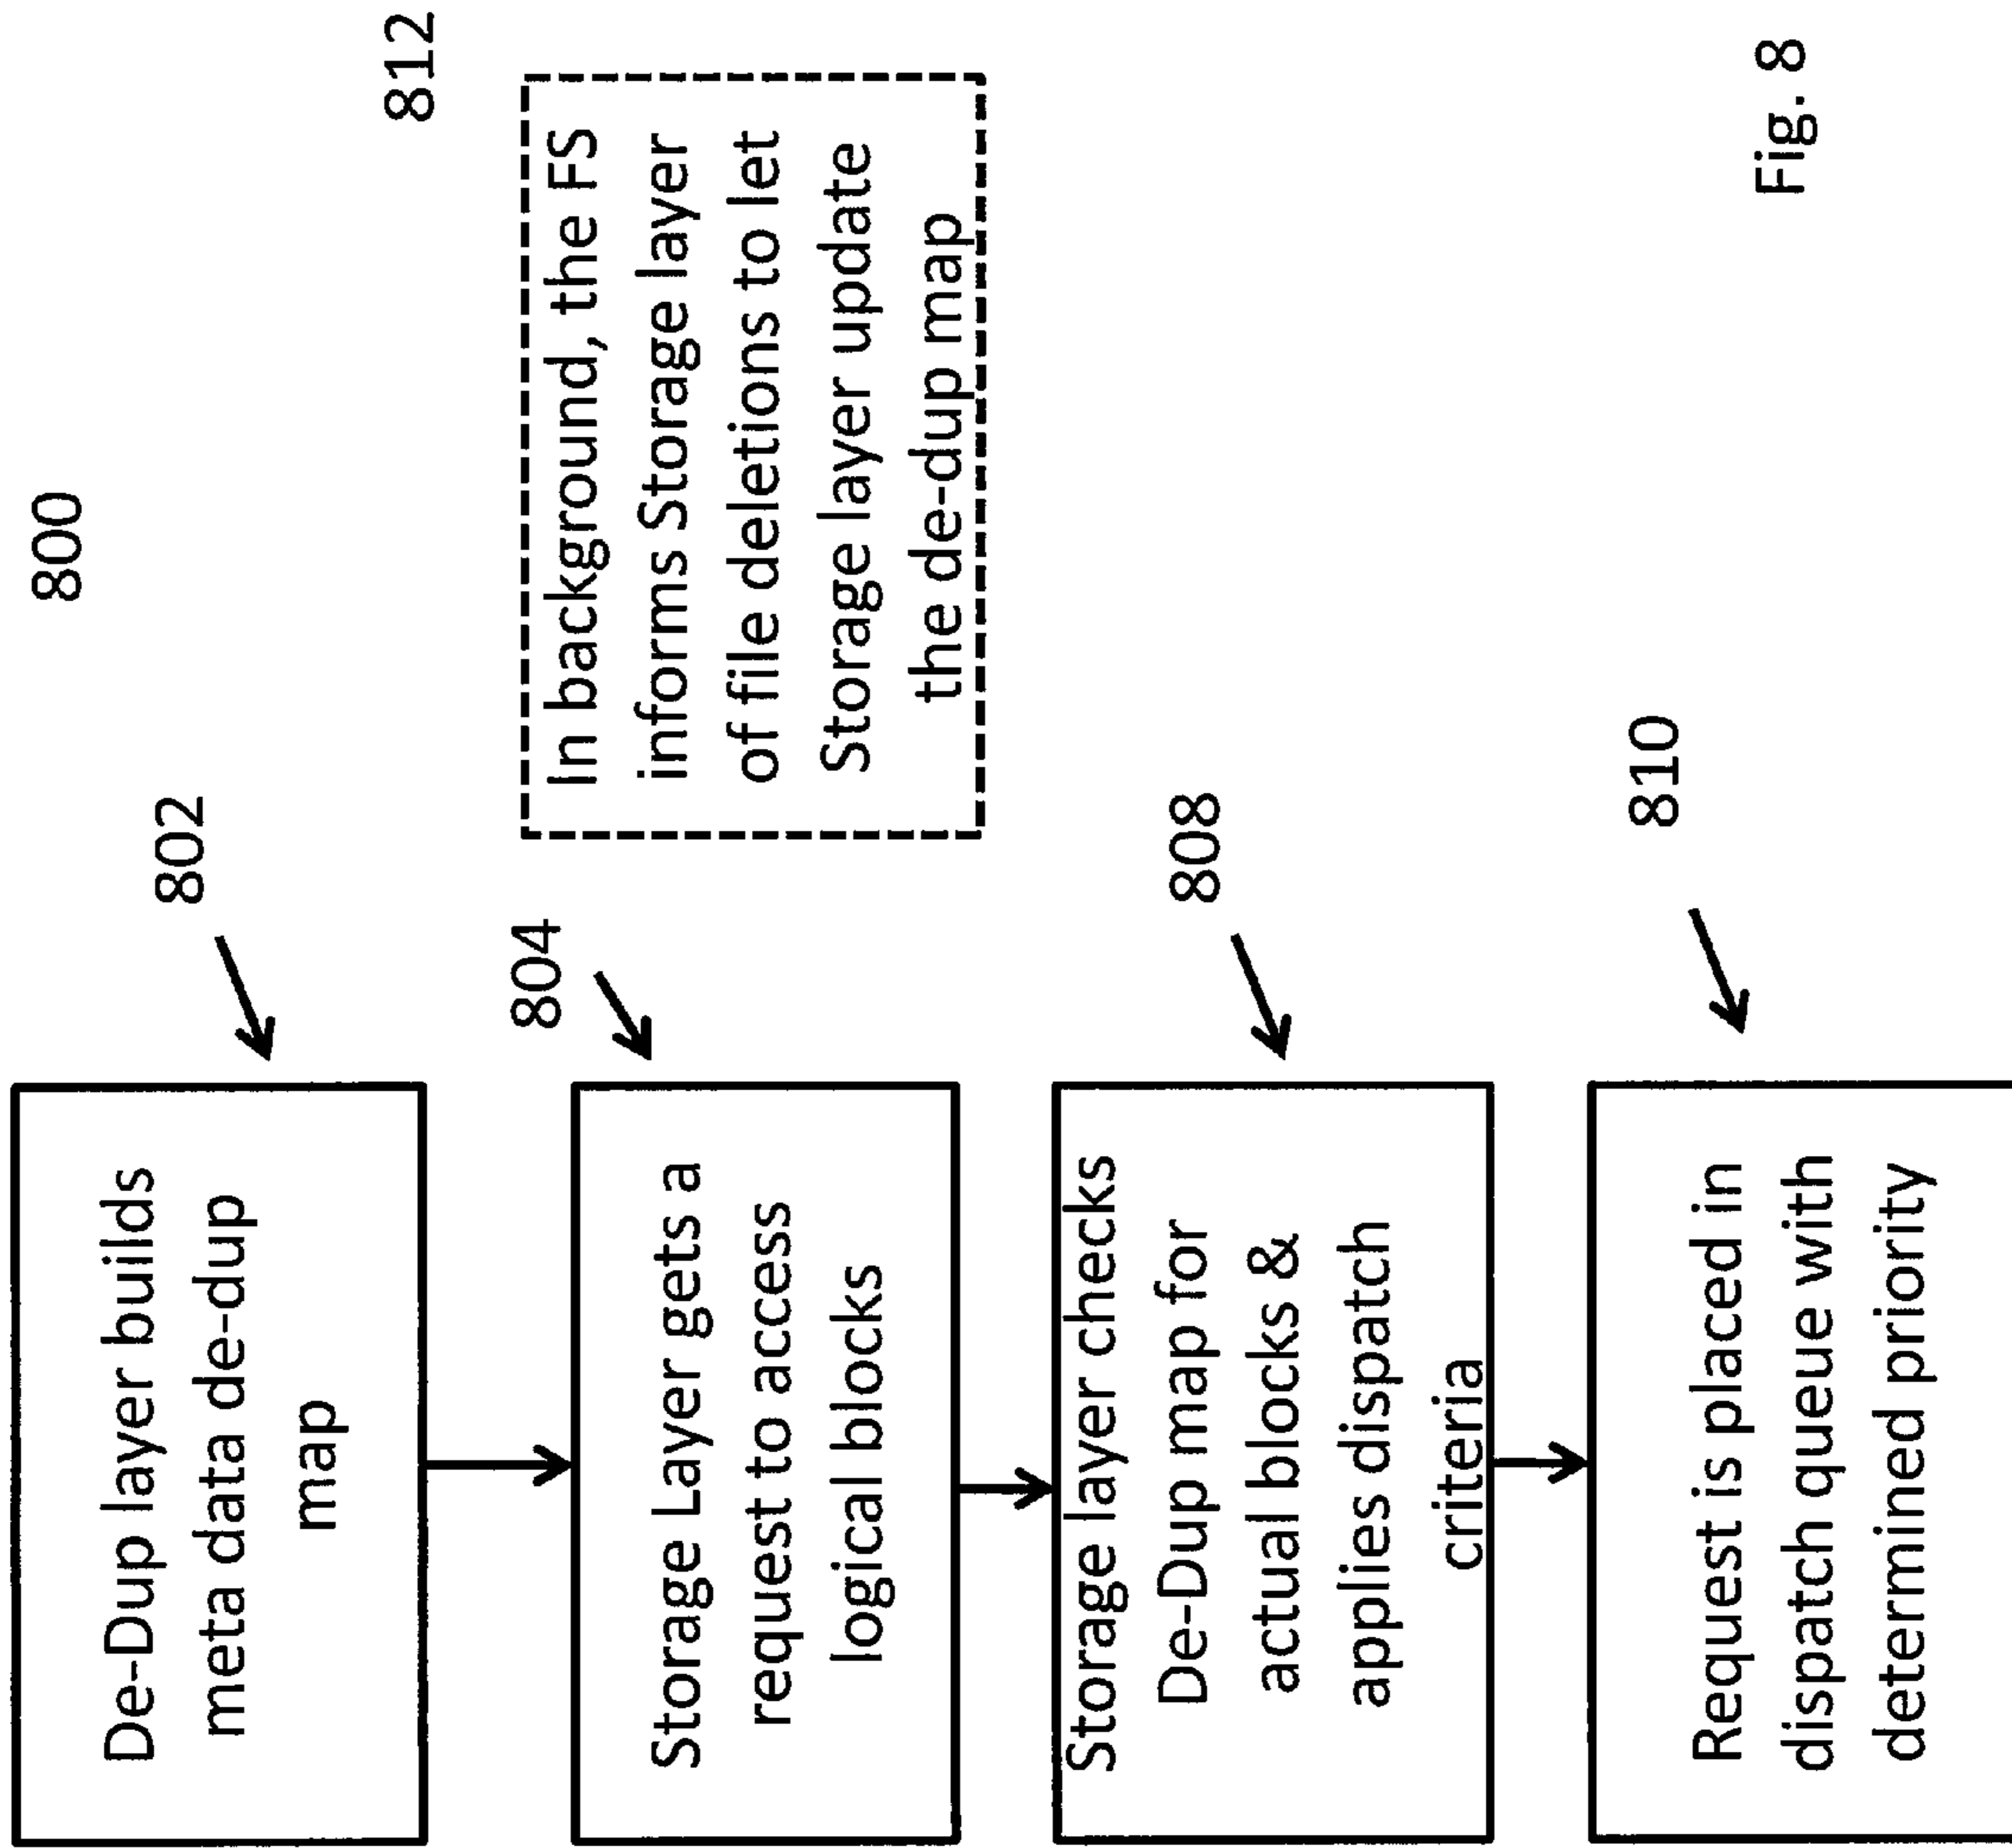 800
802
De-Dup layer builds
meta data de-dup
map
804
Storage Layer gets a
request to access
logical blocks
812
In background, the FS
informs Storage layer
of file deletions to let
Storage layer update
the de-dup map
808
Storage layer checks
De-Dup map for
actual blocks &
applies dispatch
criteria
810
Request is placed in
dispatch queue with
determined priority
Fig. 8